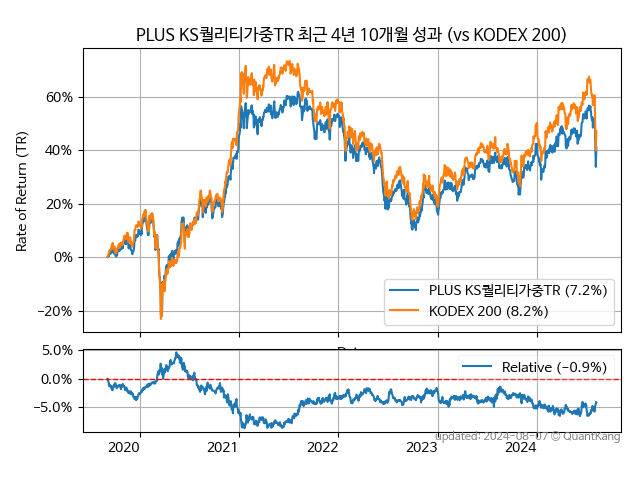 PLUS KS퀄리티가중TR 최근 4년 10개월 성과 (vs KODEX 200)
60%
40%
20%
0%
−20%
Rate of Return (TR)
PLUS KS퀄리티가중TR (7.2%)
KODEX 200 (8.2%)
5.0%
0.0%
−5.0%
Relative (−0.9%)
2020
2021
2022
2023
2024
updated: 2024-08-07 © QuantKang